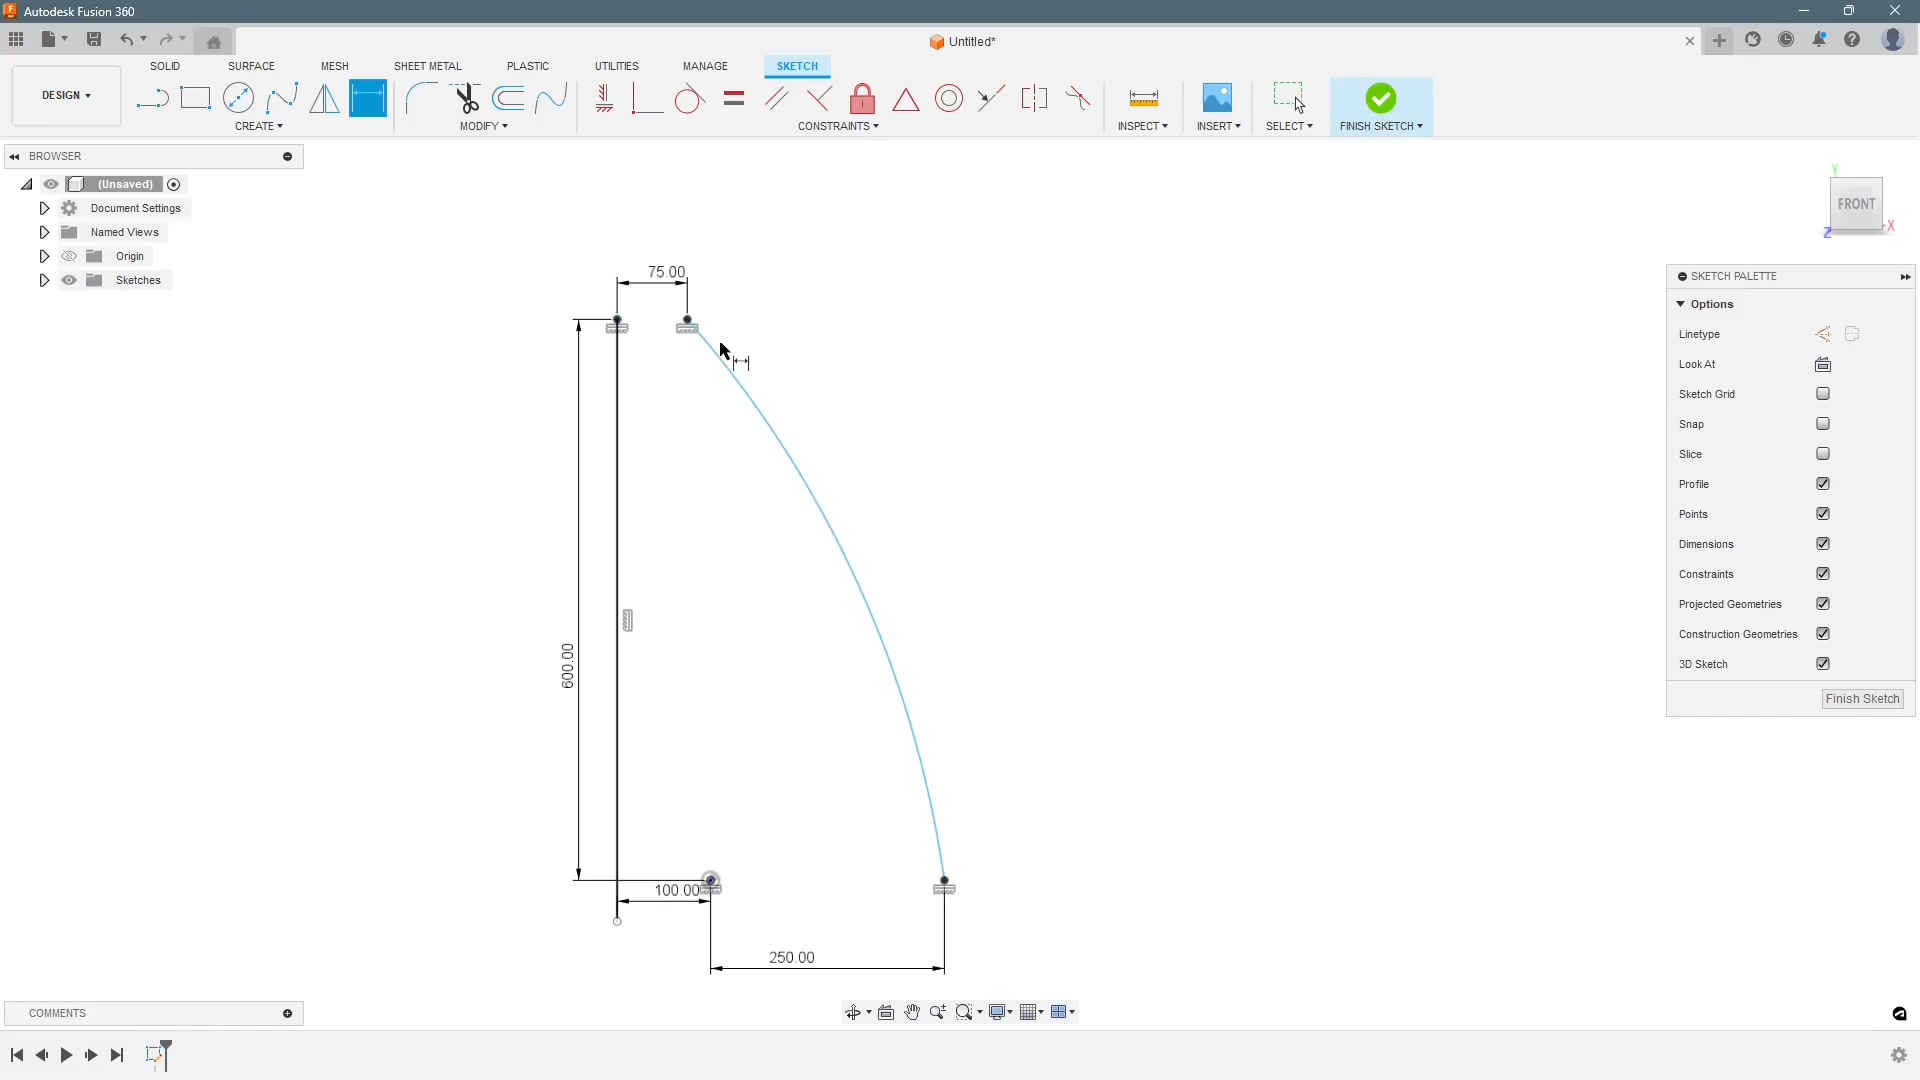 Autodesk Fusion 360
Untitled*
SOLID SURFACE MESH SHEET METAL PLASTIC UTILITIES MANAGE SKETCH
DESIGN
CREATE MODIFY CONSTRAINTS INSPECT INSERT SELECT FINISH SKETCH
BROWSER
(Unsaved)
Document Settings
Named Views
Origin
Sketches
Y
FRONT
X
Z
75.00
600.00
100.00
250.00
SKETCH PALETTE
Options
Linetype
Look At
Sketch Grid
Snap
Slice
Profile
Points
Dimensions
Constraints
Projected Geometries
Construction Geometries
3D Sketch
Finish Sketch
COMMENTS